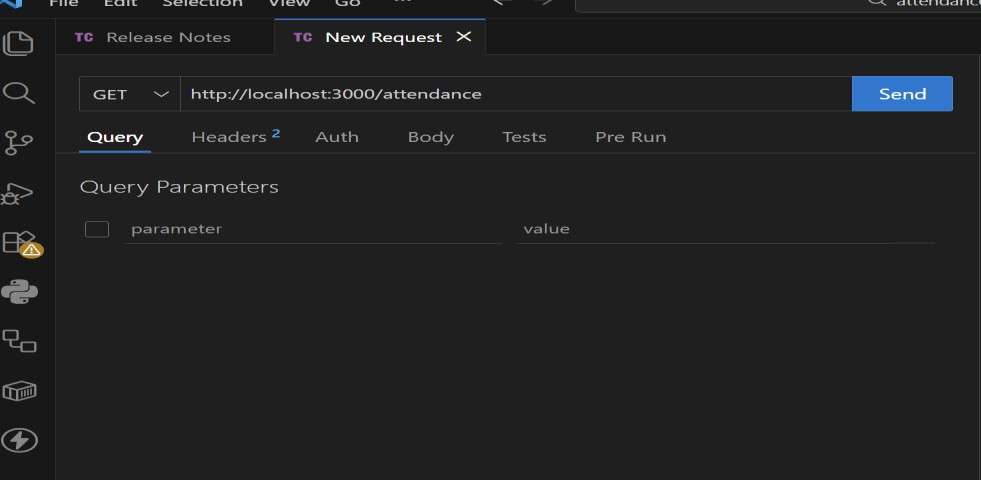 File Edit Selection View Go ... attendance
TC Release Notes TC New Request
GET http://localhost:3000/attendance Send
Query Headers 2 Auth Body Tests Pre Run
Query Parameters
parameter value